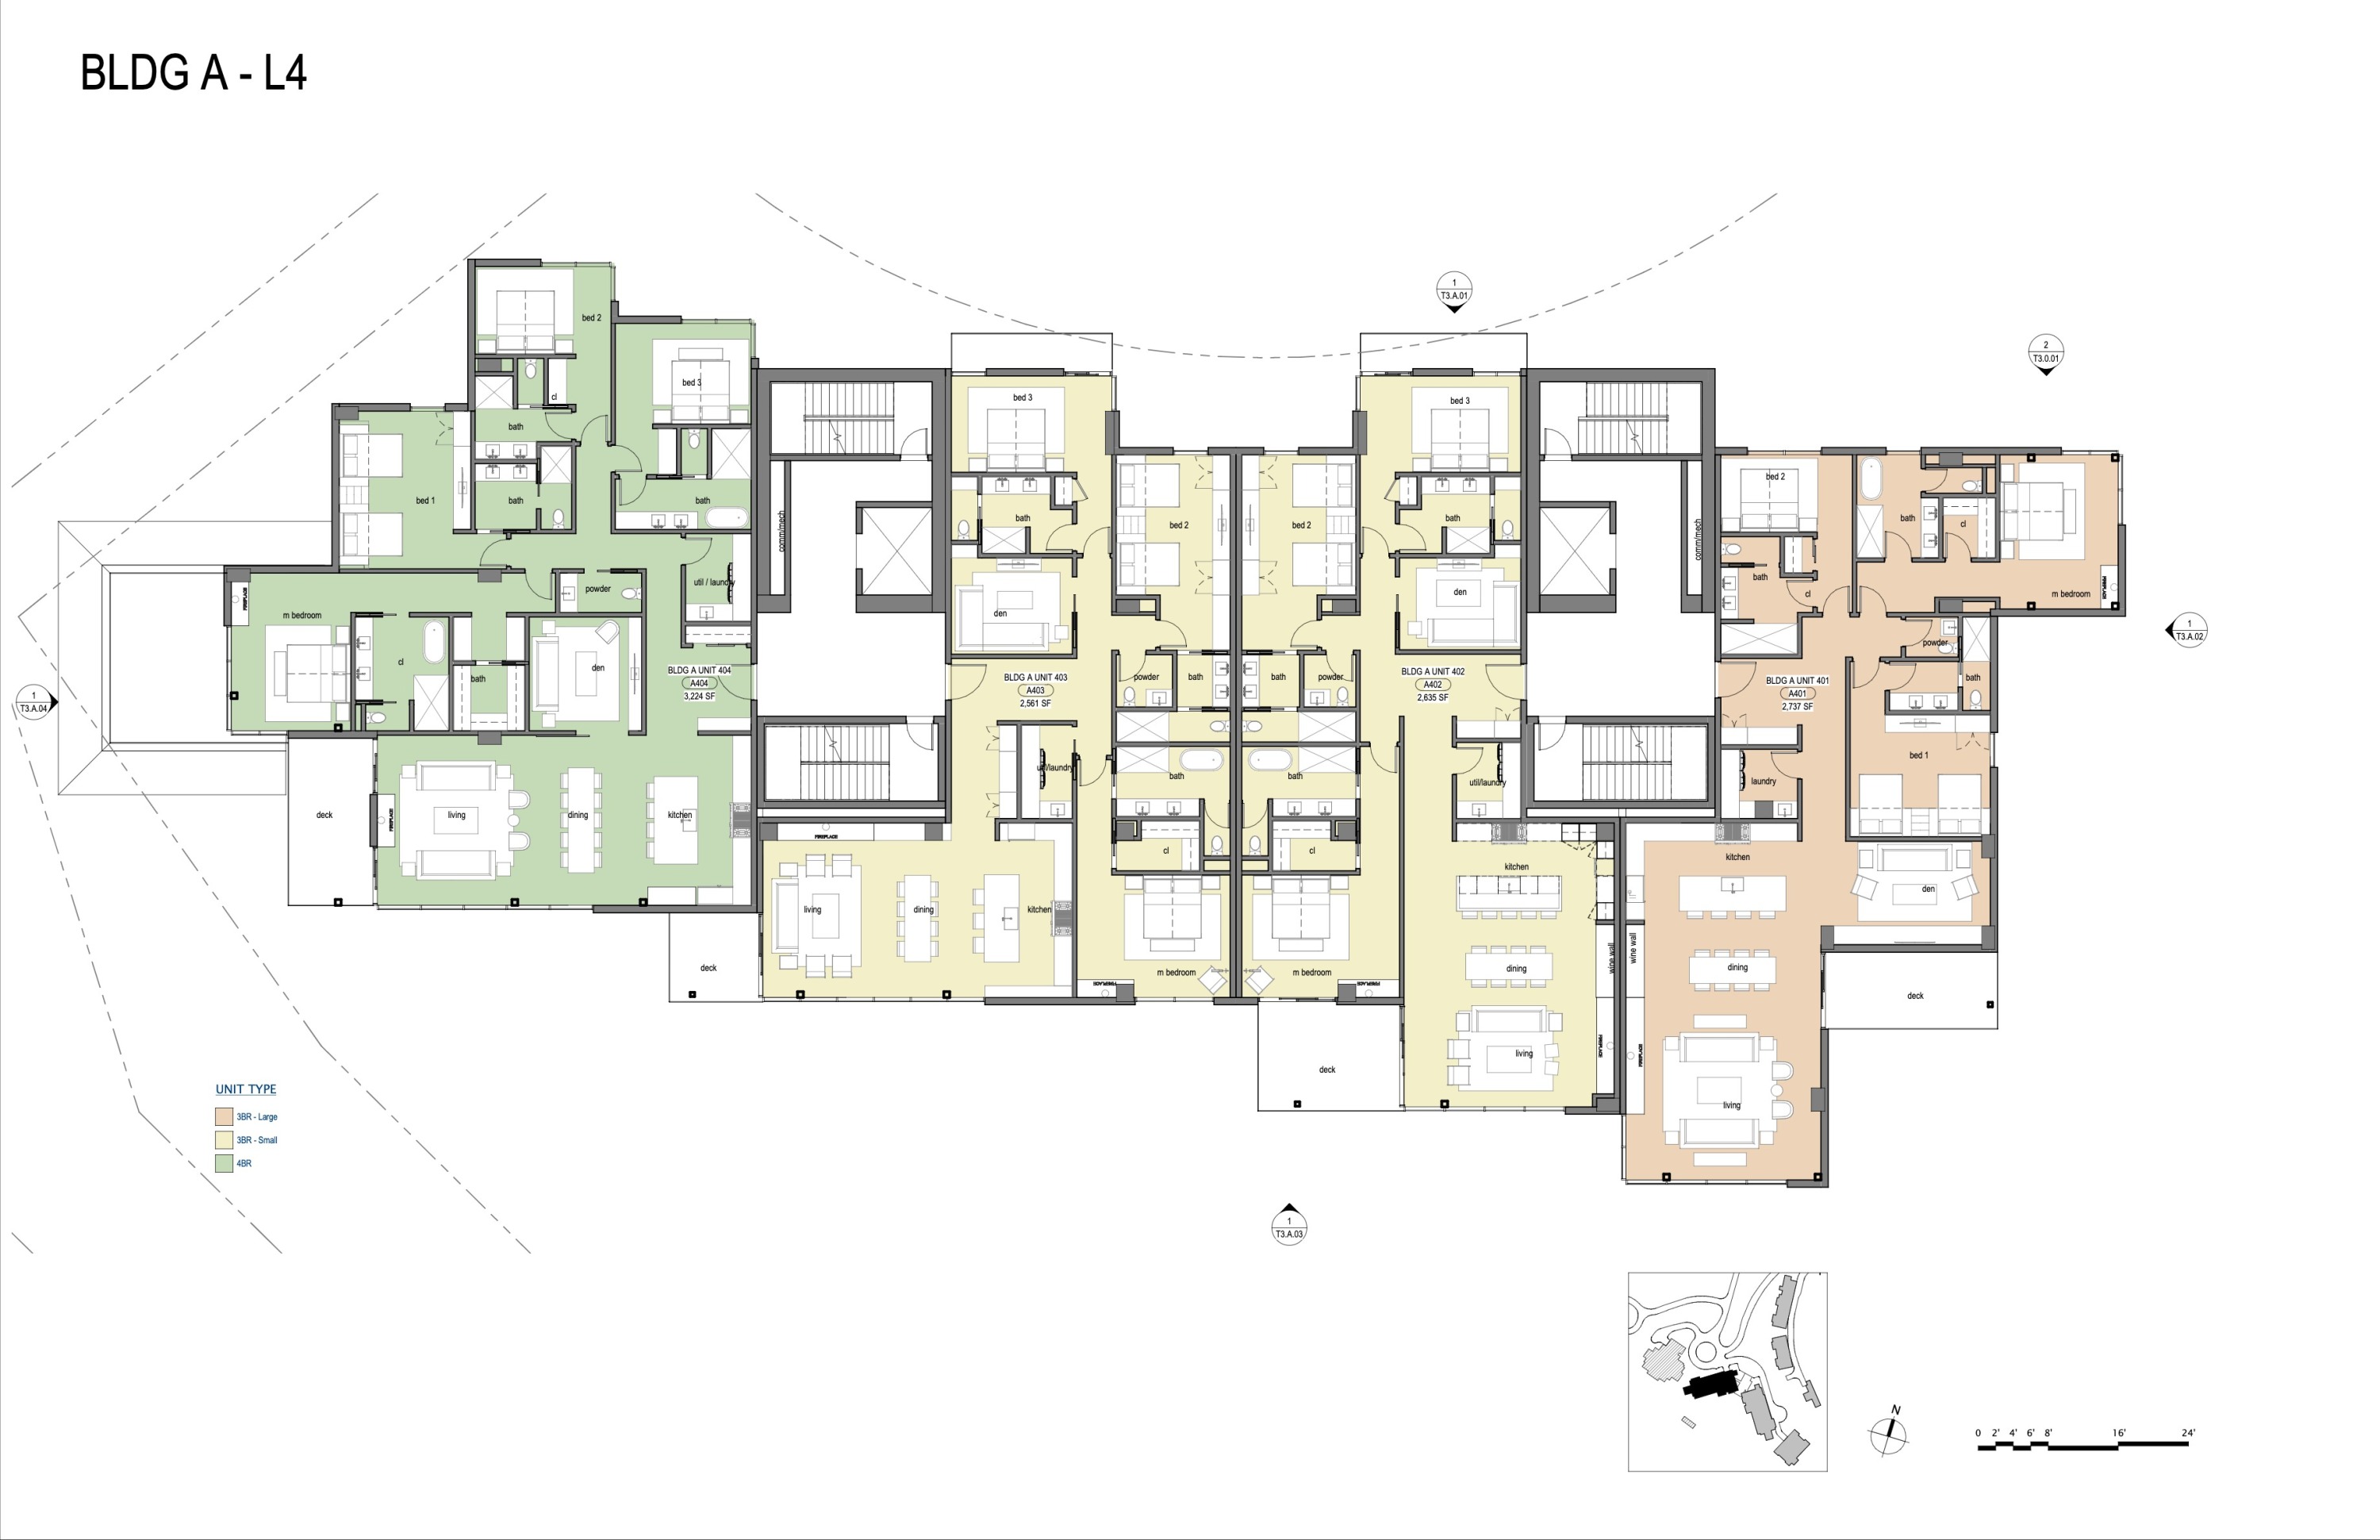 BLDG A - L4
1
T3.A.01
2
T3.0.01
1
T3.A.02
1
T3.A.04
1
T3.A.03
bed 2
bed 3
cl
bath
bed 1
bath
bath
util / laundry
powder
FIREPLACE
m bedroom
cl
bath
den
BLDG A UNIT 404
A404
3,224 SF
deck
FIREPLACE
living
dining
kitchen
comm/mech
bed 3
bath
bed 2
den
BLDG A UNIT 403
A403
2,561 SF
powder
bath
util/laundry
bath
cl
FIREPLACE
living
dining
kitchen
deck
m bedroom
FIREPLACE
bed 3
bed 2
bath
den
BLDG A UNIT 402
A402
2,635 SF
bath
powder
bath
util/laundry
cl
m bedroom
FIREPLACE
kitchen
dining
wine wall
living
FIREPLACE
deck
comm/mech
bed 2
bath
cl
bath
cl
m bedroom
FIREPLACE
powder
bath
BLDG A UNIT 401
A401
2,737 SF
laundry
bed 1
kitchen
den
wine wall
dining
deck
FIREPLACE
living
UNIT TYPE
3BR - Large
3BR - Small
4BR
N
0 2' 4' 6' 8' 16' 24'